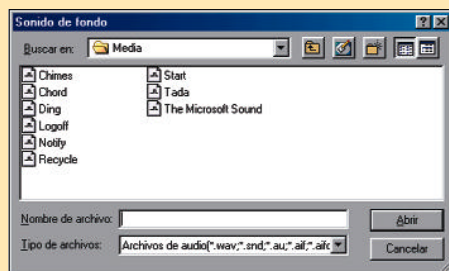 Sonido de fondo
Buscar en: Media
Chimes
Chord
Ding
Logoff
Notify
Recycle
Start
Tada
The Microsoft Sound
Nombre de archivo:
Abrir
Tipo de archivos: Archivos de audio(*.wav;*.snd;*.au;*.aif;*.aifc
Cancelar